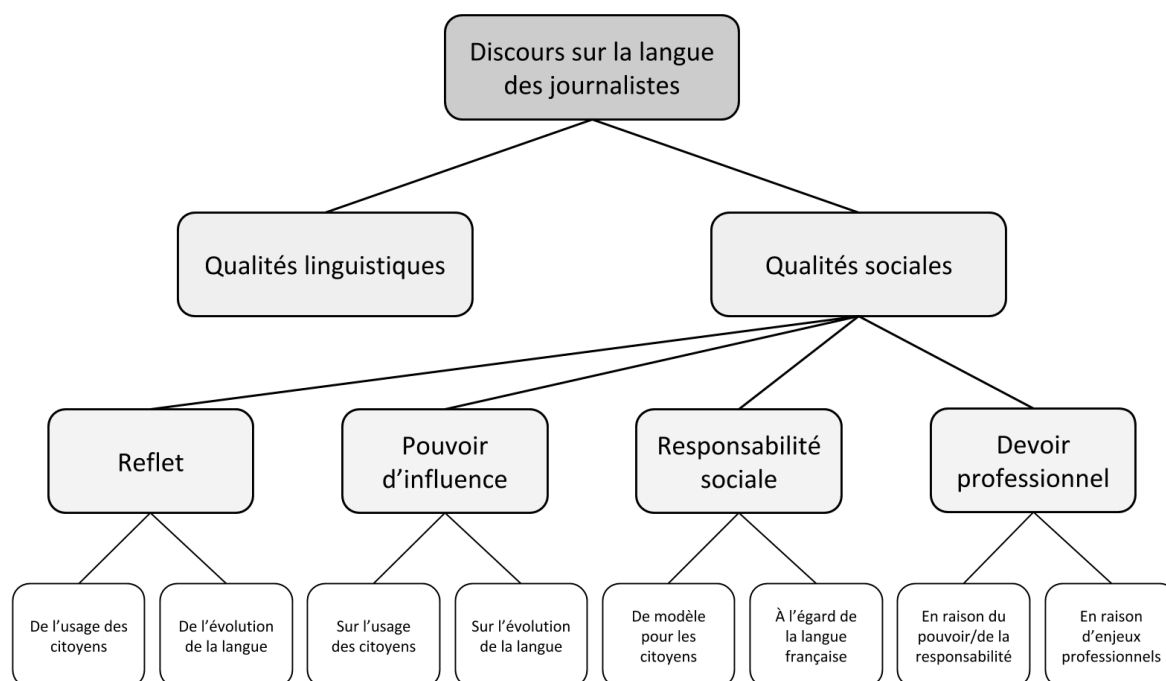 Discours sur la langue
des journalistes
Qualités linguistiques
Qualités sociales
Reflet
Pouvoir
d’influence
Responsabilité
sociale
Devoir
professionnel
De l’usage des
citoyens
De l’évolution
de la langue
Sur l’usage
des citoyens
Sur l’évolution
de la langue
De modèle
pour les
citoyens
À l’égard de
la langue
française
En raison du
pouvoir/de la
responsabilité
En raison
d’enjeux
professionnels